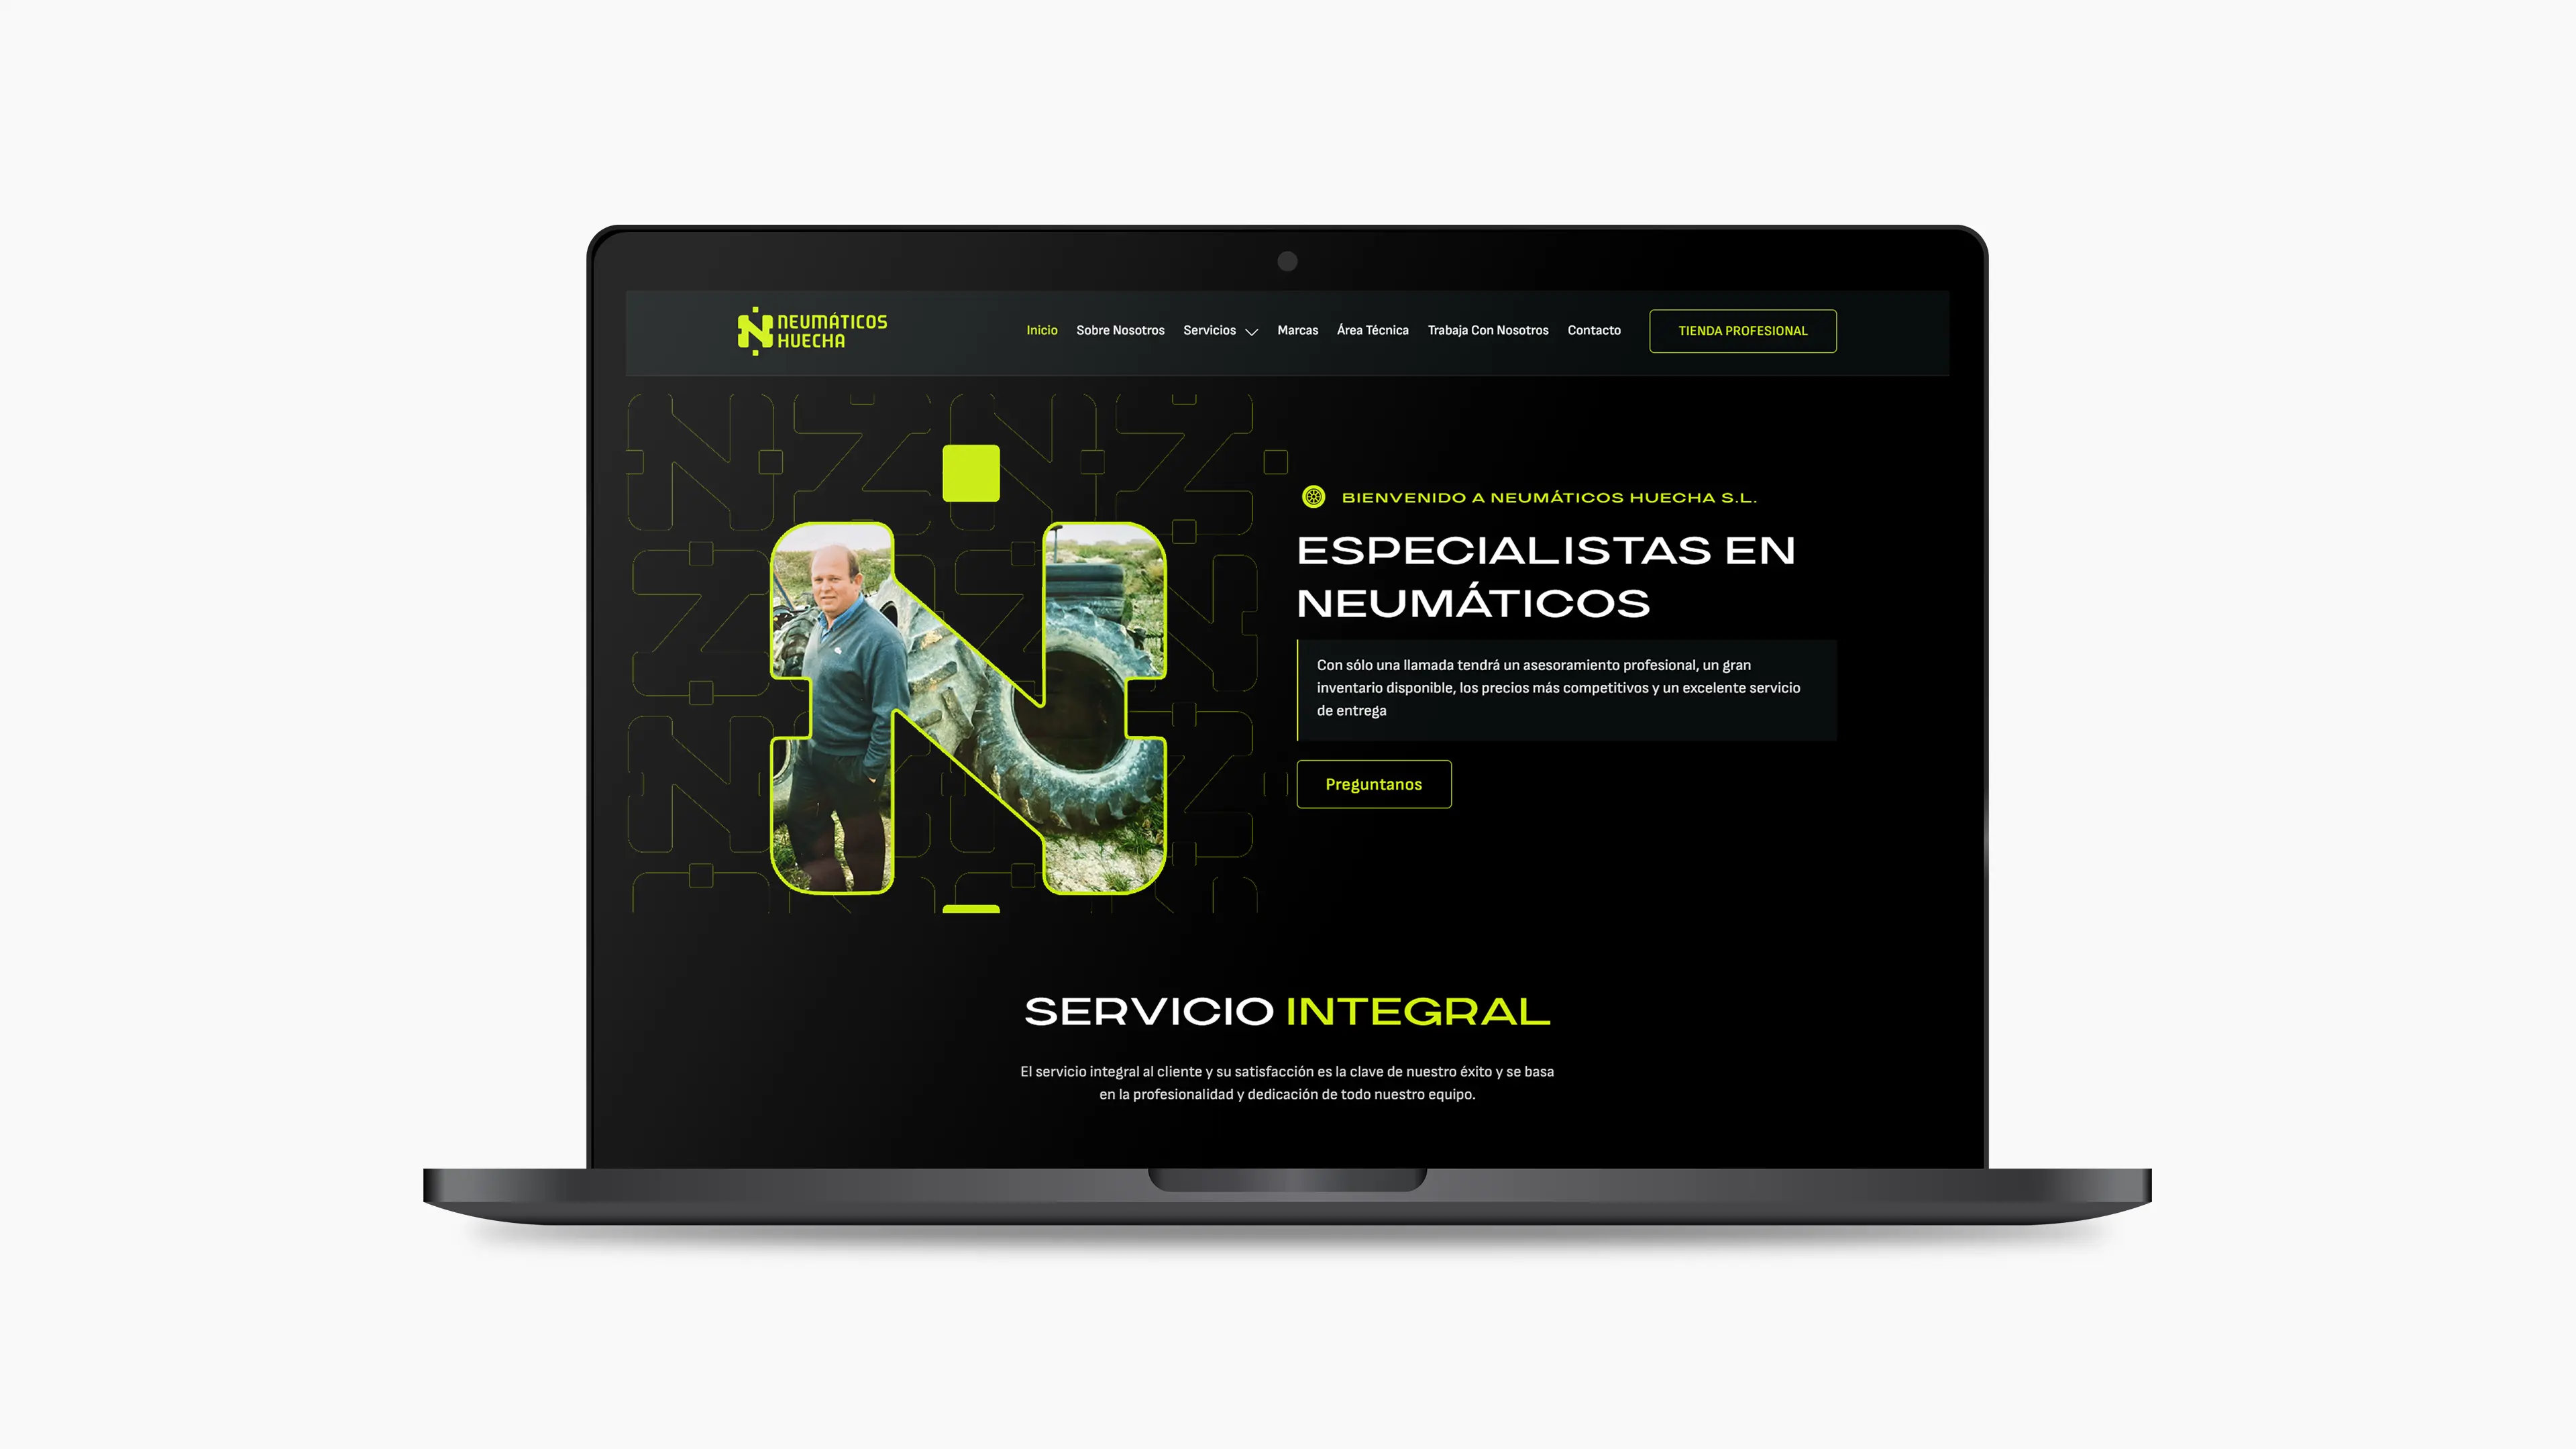 NEUMÁTICOS
HUECHA
Inicio Sobre Nosotros Servicios Marcas Área Técnica Trabaja Con Nosotros Contacto TIENDA PROFESIONAL
BIENVENIDO A NEUMÁTICOS HUECHA S.L.
ESPECIALISTAS EN
NEUMÁTICOS
Con sólo una llamada tendrá un asesoramiento profesional, un gran
inventario disponible, los precios más competitivos y un excelente servicio
de entrega
Preguntanos
SERVICIO INTEGRAL
El servicio integral al cliente y su satisfacción es la clave de nuestro éxito y se basa
en la profesionalidad y dedicación de todo nuestro equipo.